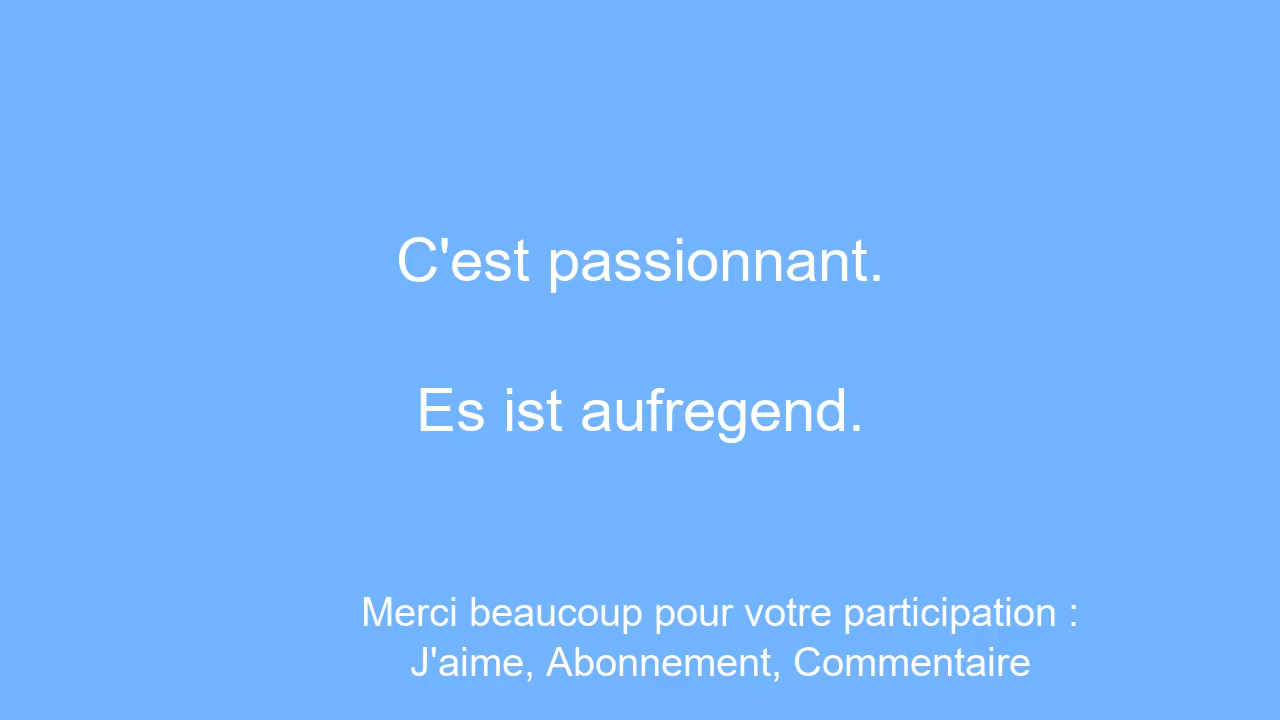 C'est passionnant.
Es ist aufregend.
Merci beaucoup pour votre participation :
J'aime, Abonnement, Commentaire